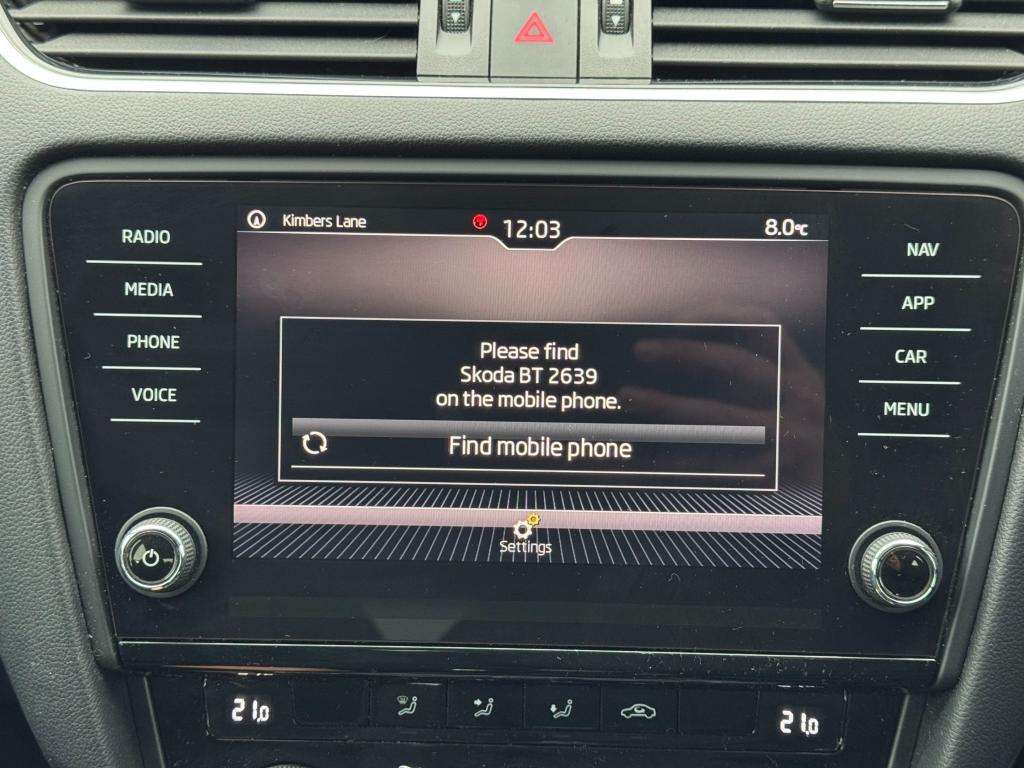 Kimbers Lane
12:03
8.0°C
RADIO
MEDIA
PHONE
VOICE
NAV
APP
CAR
MENU
Please find
Skoda BT 2639
on the mobile phone.
Find mobile phone
Settings
21.0
21.0